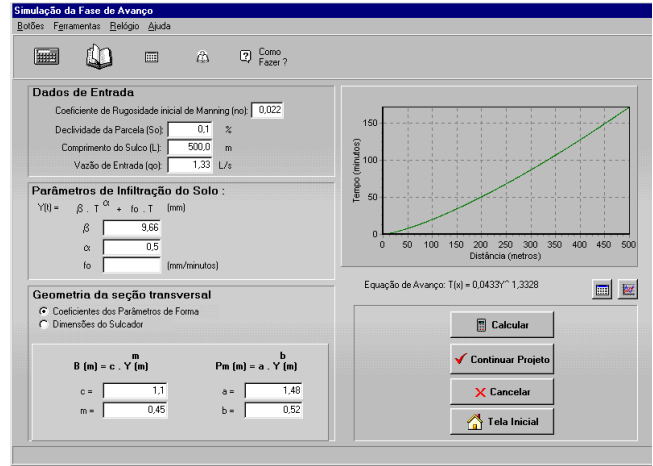 Simulação da Fase de Avanço
Botões Ferramentas Relógio Ajuda
Como
Fazer ?
Dados de Entrada
Coeficiente de Rugosidade inicial de Manning (no): 0,022
Declividade da Parcela (So): 0,1 %
Comprimento do Sulco (L): 500,0 m
Vazão de Entrada (qo): 1,33 L/s
Parâmetros de Infiltração do Solo :
Y(t) = β . T^α + fo . T (mm)
β 9,66
α 0,5
fo (mm/minutos)
Geometria da seção transversal
Coeficientes dos Parâmetros de Forma
Dimensões do Sulcador
B (m) = c . Y^m (m) Pm (m) = a . Y^b (m)
c = 1,1 a = 1,48
m = 0,45 b = 0,52
Tempo (minutos)
150
100
50
0
0 50 100 150 200 250 300 350 400 450 500
Distância (metros)
Equação de Avanço: T(x) = 0,0433Y^ 1,3328
Calcular
Continuar Projeto
Cancelar
Tela Inicial